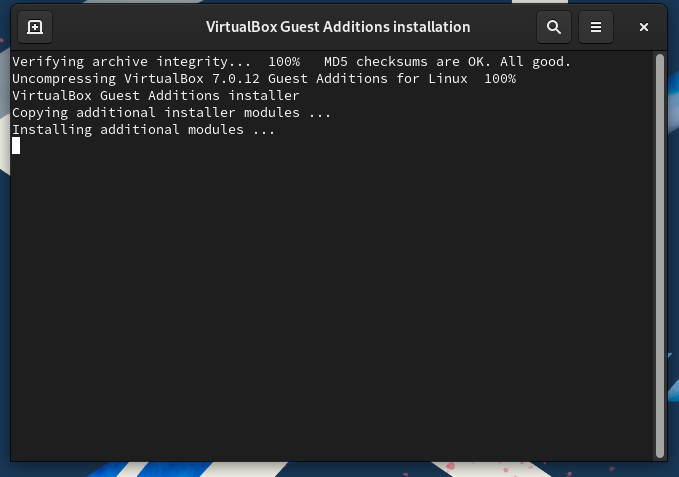 VirtualBox Guest Additions installation
Verifying archive integrity...  100%   MD5 checksums are OK. All good.
Uncompressing VirtualBox 7.0.12 Guest Additions for Linux  100%
VirtualBox Guest Additions installer
Copying additional installer modules ...
Installing additional modules ...